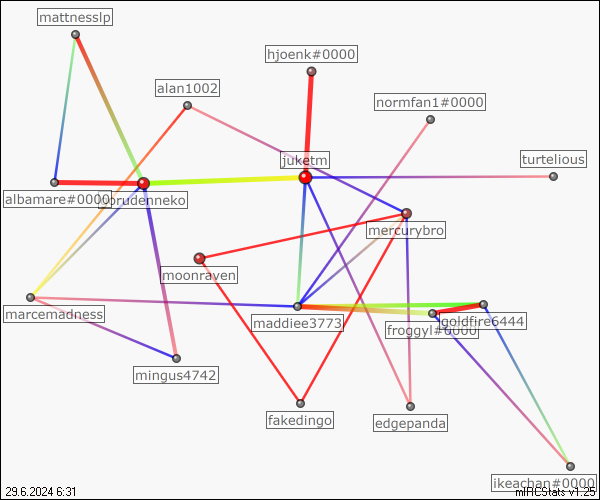 mattnesslp
hjoenk#0000
alan1002
normfan1#0000
juketm
turtelious
albamare#0000
mercurybro
moonraven
marcemadness
maddiee3773
goldfire6444
froggyl#0000
mingus4742
fakedingo
edgepanda
ikeachan#0000
29.6.2024 6:31
mIRCStats v1.25